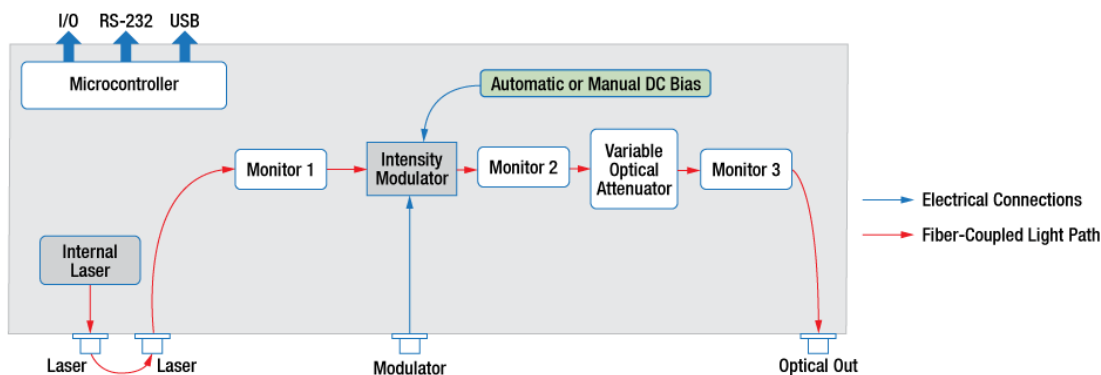 I/O RS-232 USB
Microcontroller
Automatic or Manual DC Bias
Monitor 1
Intensity
Modulator
Monitor 2
Variable
Optical
Attenuator
Monitor 3
Electrical Connections
Fiber-Coupled Light Path
Internal
Laser
Laser
Laser
Modulator
Optical Out